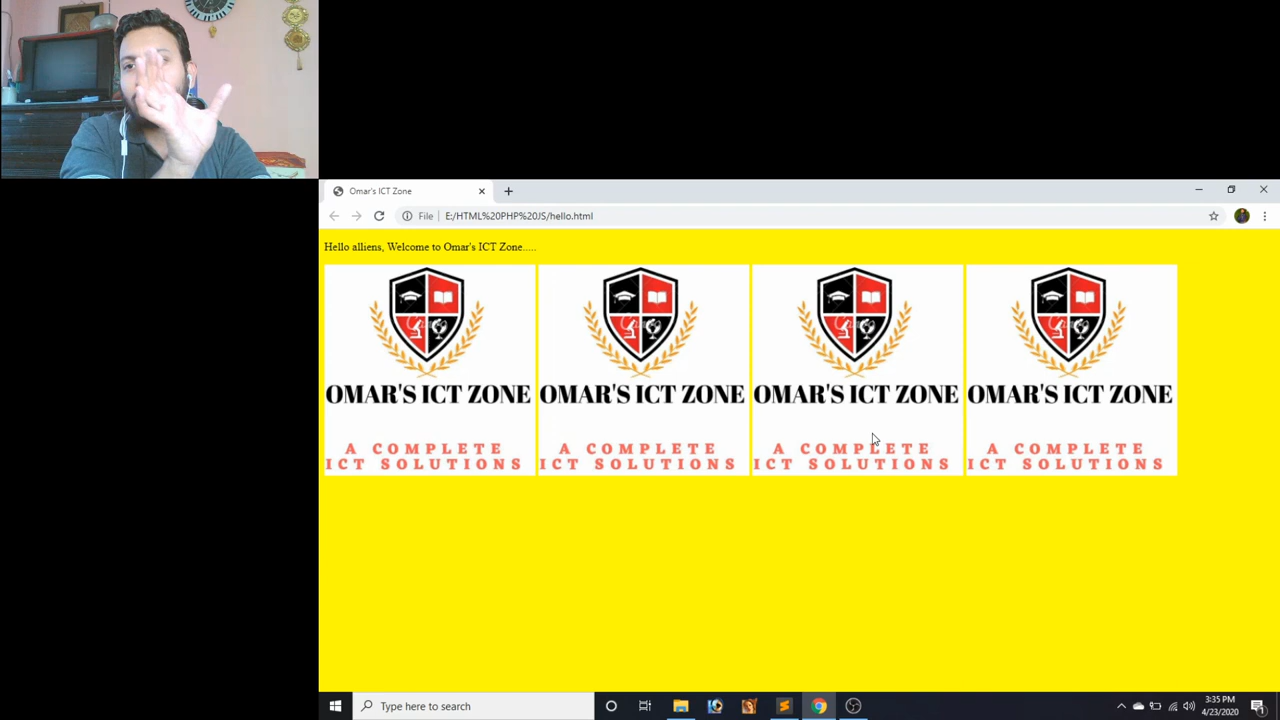 Omar's ICT Zone
File
E:/HTML%20PHP%20JS/hello.html
Hello alliens, Welcome to Omar's ICT Zone.....
OMAR'S ICT ZONE
A COMPLETE
ICT SOLUTIONS
OMAR'S ICT ZONE
A COMPLETE
ICT SOLUTIONS
OMAR'S ICT ZONE
A COMPLETE
ICT SOLUTIONS
OMAR'S ICT ZONE
A COMPLETE
ICT SOLUTIONS
Type here to search
3:35 PM
4/23/2020